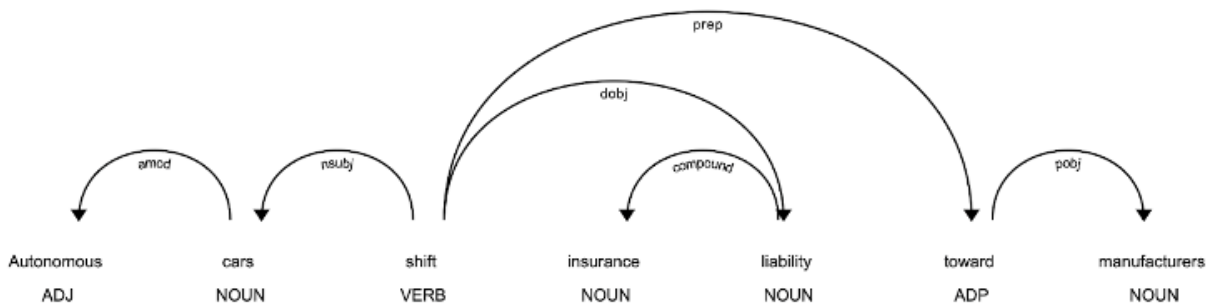 prep
dobj
amod nsubj compound pobj
Autonomous cars shift insurance liability toward manufacturers
ADJ NOUN VERB NOUN NOUN ADP NOUN